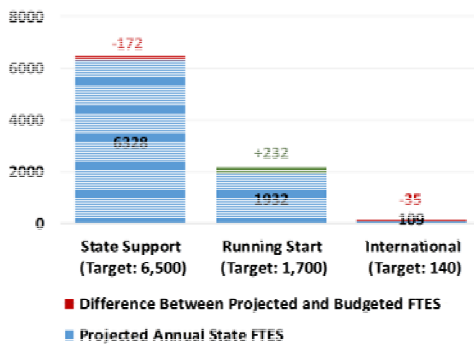 8000
6000
4000
2000
0
-172
6328
+232
1932
-35
109
State Support
(Target: 6,500)
Running Start
(Target: 1,700)
International
(Target: 140)
Difference Between Projected and Budgeted FTES
Projected Annual State FTES